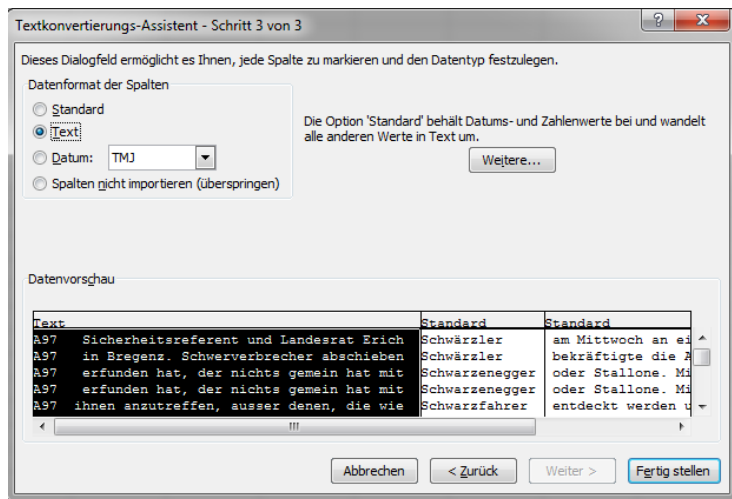 Textkonvertierungs-Assistent - Schritt 3 von 3
Dieses Dialogfeld ermöglicht es Ihnen, jede Spalte zu markieren und den Datentyp festzulegen.
Datenformat der Spalten
Standard
Text
Datum: TMJ
Spalten nicht importieren (überspringen)
Die Option 'Standard' behält Datums- und Zahlenwerte bei und wandelt
alle anderen Werte in Text um.
Weitere...
Datenvorschau
Text Standard Standard
A97 Sicherheitsreferent und Landesrat Erich Schwärzler am Mittwoch an ei
A97 in Bregenz. Schwerverbrecher abschieben Schwärzler bekräftigte die A
A97 erfunden hat, der nichts gemein hat mit Schwarzenegger oder Stallone. Mi
A97 erfunden hat, der nichts gemein hat mit Schwarzenegger oder Stallone. Mi
A97 ihnen anzutreffen, ausser denen, die wie Schwarzfahrer entdeckt werden u
Abbrechen < Zurück Weiter > Fertig stellen